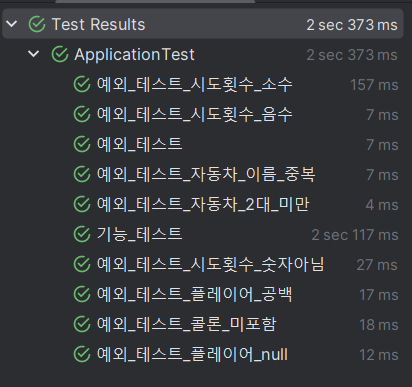 Test Results 2 sec 373 ms
ApplicationTest 2 sec 373 ms
예외_테스트_시도횟수_소수 157 ms
예외_테스트_시도횟수_음수 7 ms
예외_테스트 7 ms
예외_테스트_자동차_이름_중복 7 ms
예외_테스트_자동차_2대_미만 4 ms
기능_테스트 2 sec 117 ms
예외_테스트_시도횟수_숫자아님 27 ms
예외_테스트_플레이어_공백 17 ms
예외_테스트_콜론_미포함 18 ms
예외_테스트_플레이어_null 12 ms